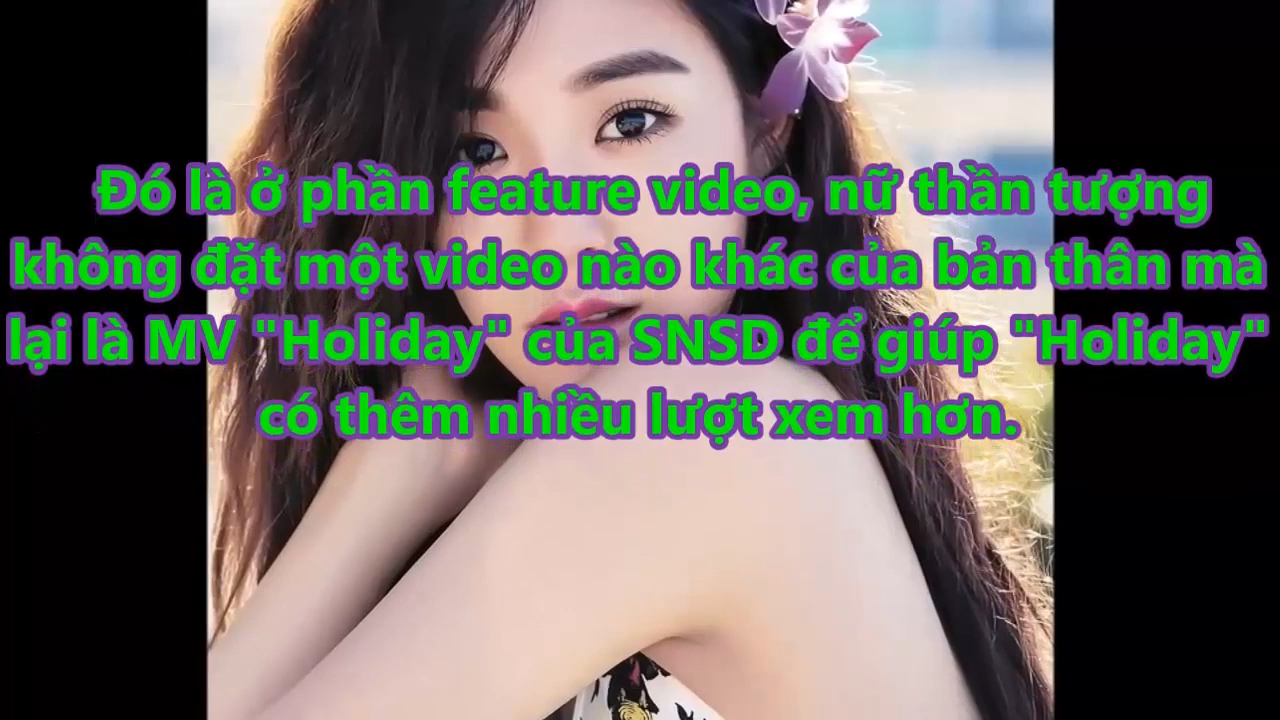 Đó là ở phần feature video, nữ thần tượng
không đặt một video nào khác của bản thân mà
lại là MV "Holiday" của SNSD để giúp "Holiday"
có thêm nhiều lượt xem hơn.